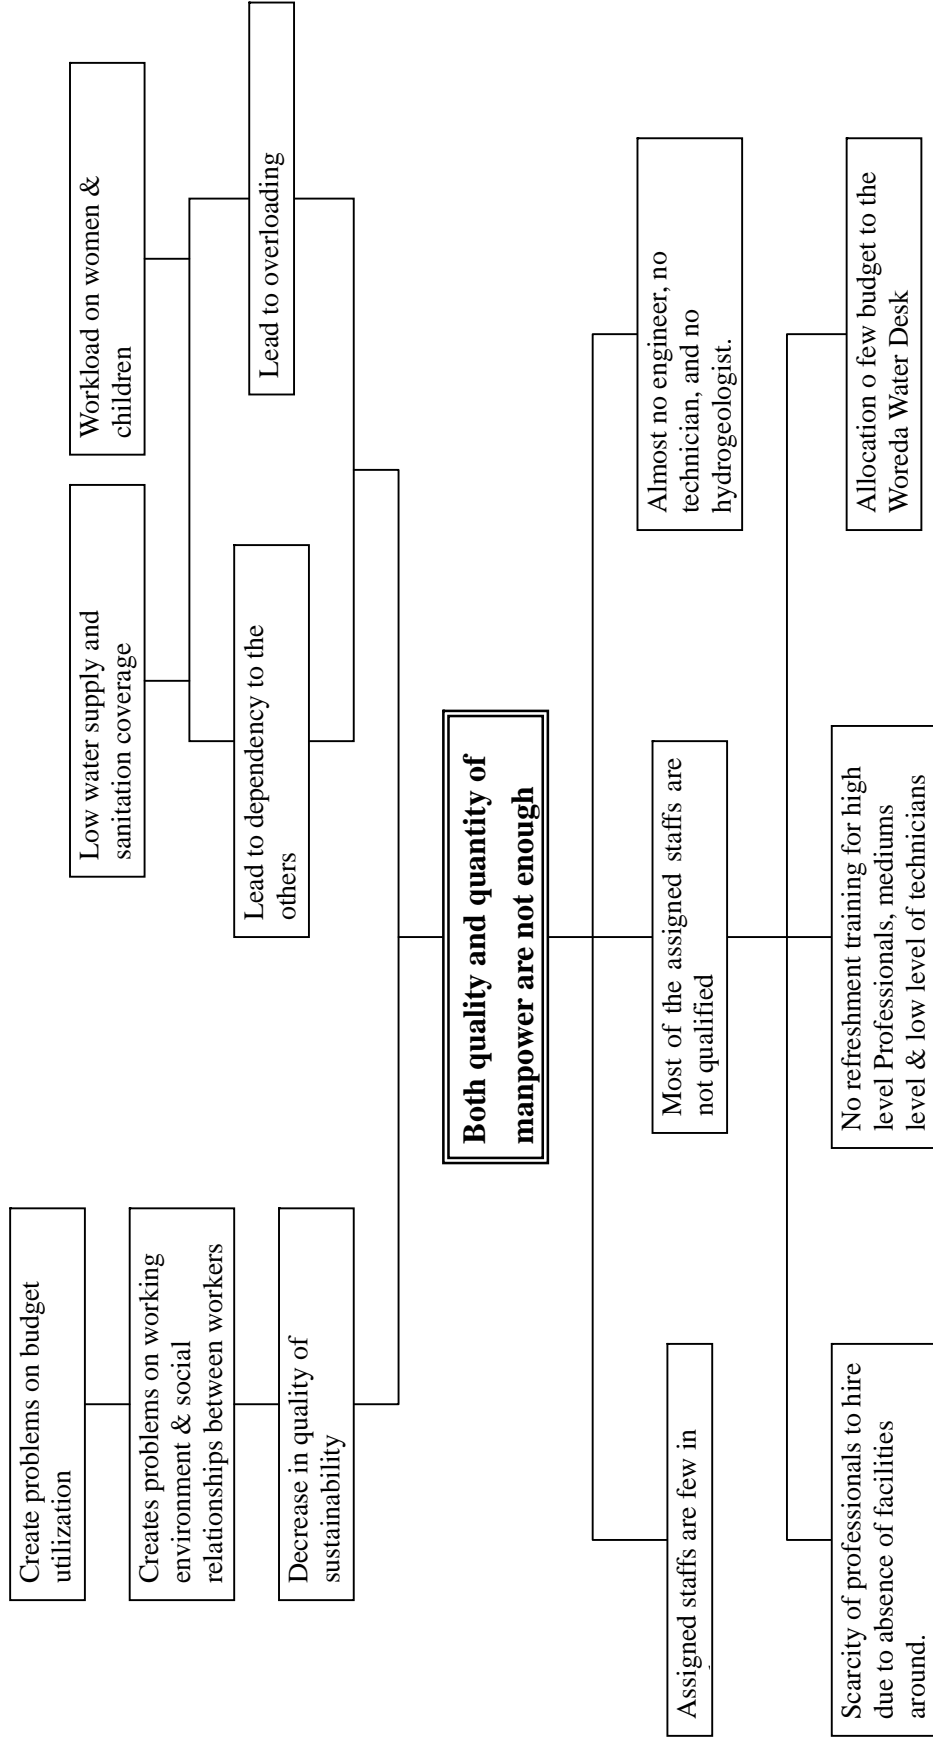 Create problems on budget
utilization
Creates problems on working
environment & social
relationships between workers
Decrease in quality of
sustainability
Low water supply and
sanitation coverage
Workload on women &
children
Lead to dependency to the
others
Lead to overloading
Both quality and quantity of
manpower are not enough
Assigned staffs are few in
Most of the assigned staffs are
not qualified
Almost no engineer, no
technician, and no
hydrogeologist.
Scarcity of professionals to hire
due to absence of facilities
around.
No refreshment training for high
level Professionals, mediums
level & low level of technicians
Allocation o few budget to the
Woreda Water Desk